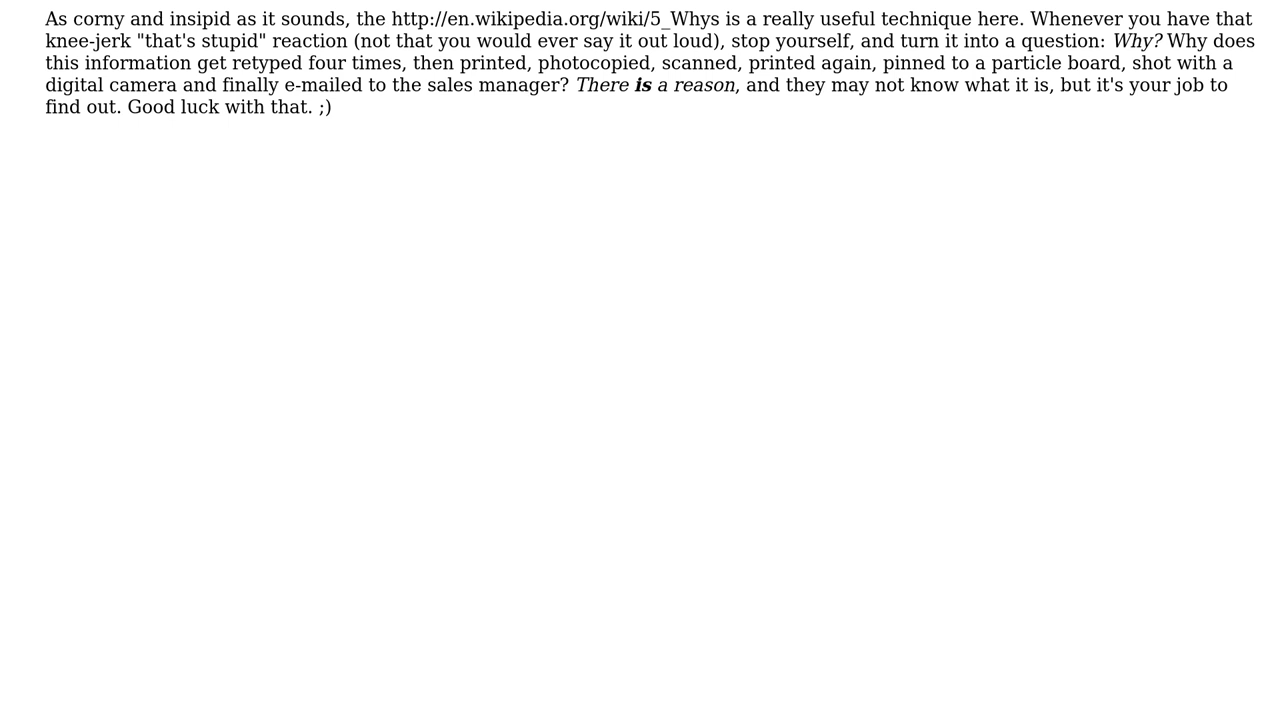 As corny and insipid as it sounds, the http://en.wikipedia.org/wiki/5_Whys is a really useful technique here. Whenever you have that
knee-jerk "that's stupid" reaction (not that you would ever say it out loud), stop yourself, and turn it into a question: Why? Why does
this information get retyped four times, then printed, photocopied, scanned, printed again, pinned to a particle board, shot with a
digital camera and finally e-mailed to the sales manager? There is a reason, and they may not know what it is, but it's your job to
find out. Good luck with that. ;)